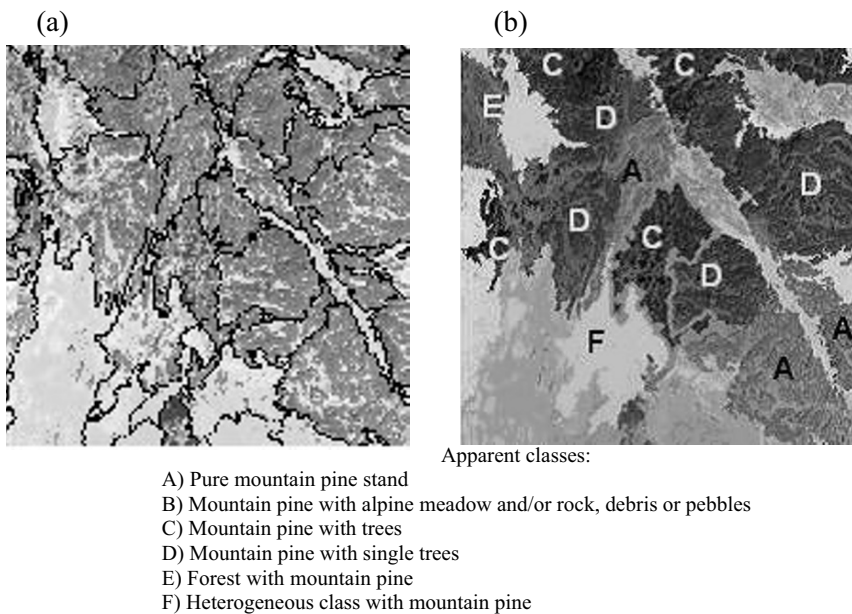 (a) (b)
C C
E
D
A D
D
C C
D
F A
A
Apparent classes:
A) Pure mountain pine stand
B) Mountain pine with alpine meadow and/or rock, debris or pebbles
C) Mountain pine with trees
D) Mountain pine with single trees
E) Forest with mountain pine
F) Heterogeneous class with mountain pine